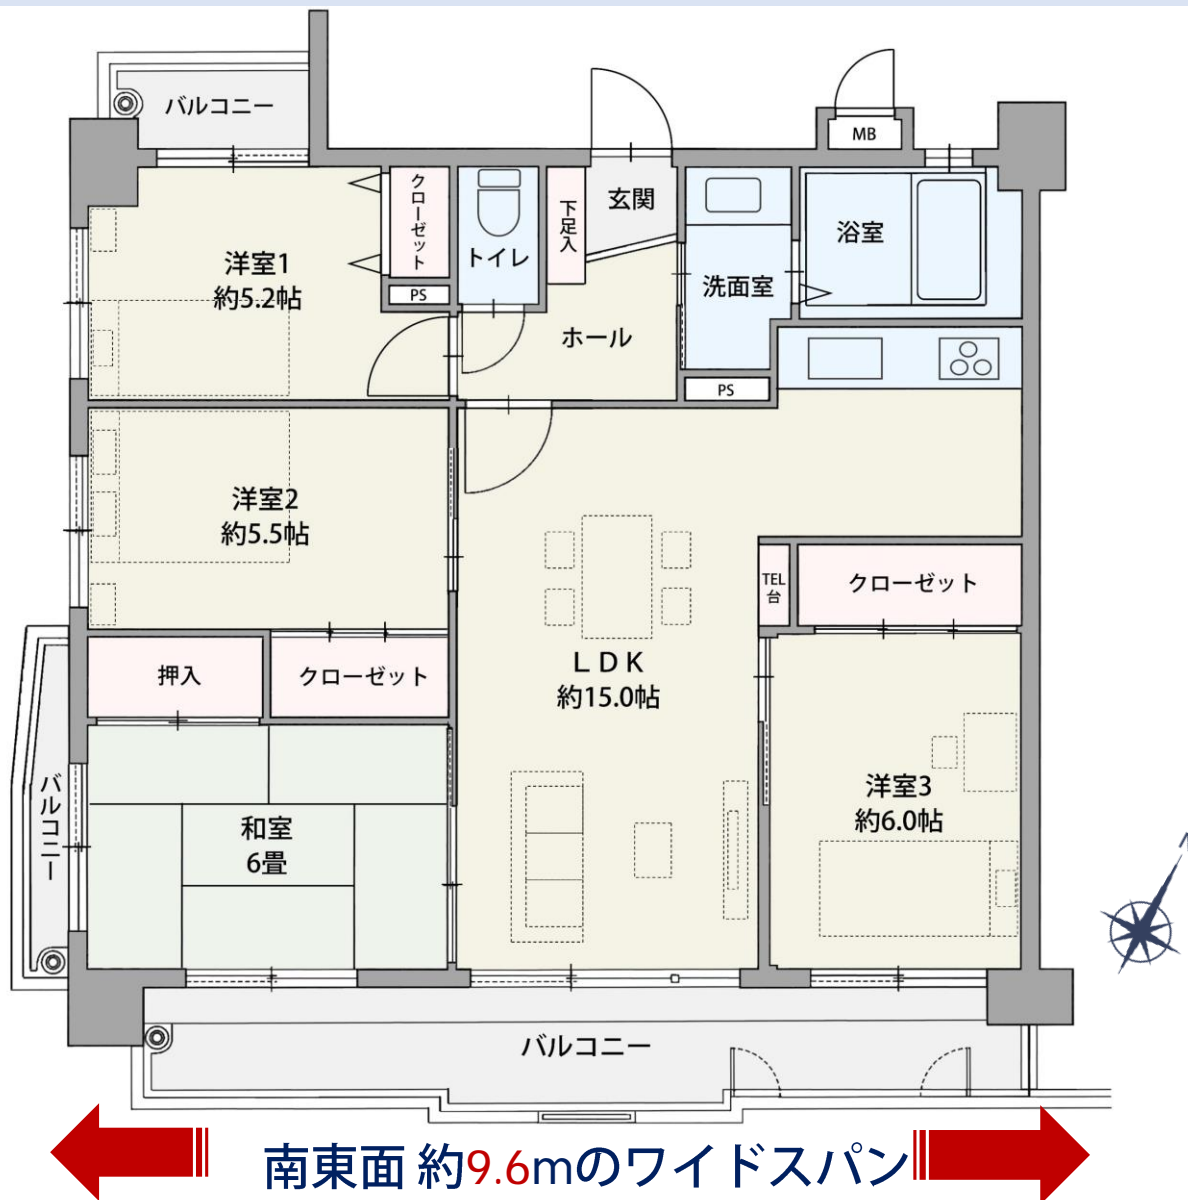 バルコニー
MB
クローゼット
玄関
下足入
浴室
トイレ
洋室1
約5.2帖
洗面室
PS
ホール
PS
洋室2
約5.5帖
TEL
台
クローゼット
押入
クローゼット
LDK
約15.0帖
バルコニー
洋室3
約6.0帖
和室
6畳
バルコニー
南東面 約9.6mのワイドスパン